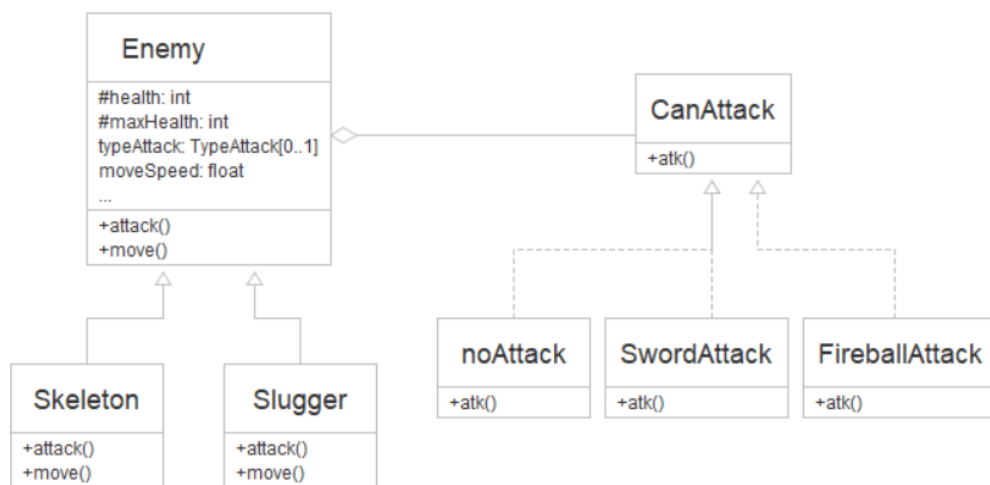 Enemy
#health: int
#maxHealth: int
typeAttack: TypeAttack[0..1]
moveSpeed: float
...
+attack()
+move()
CanAttack
+atk()
noAttack
+atk()
SwordAttack
+atk()
FireballAttack
+atk()
Skeleton
+attack()
+move()
Slugger
+attack()
+move()